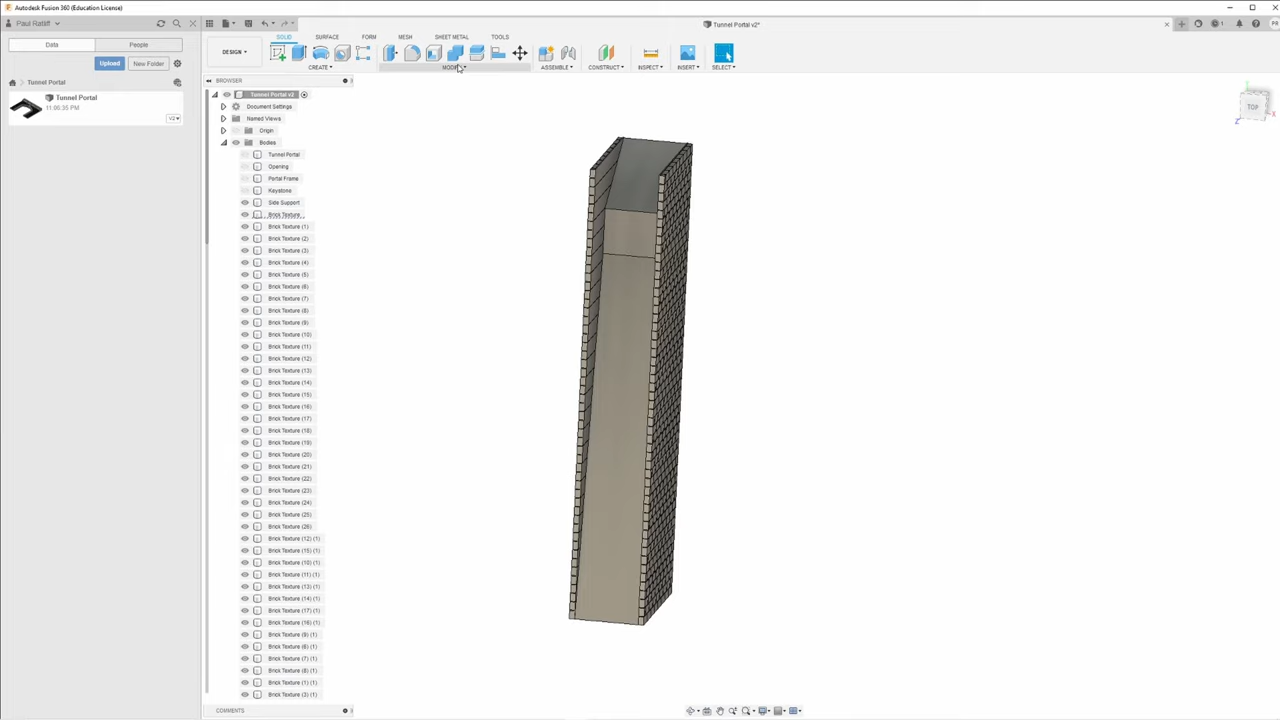 Autodesk Fusion 360 (Education License)
Paul Ratliff
Tunnel Portal v2*
PR
Data
People
Upload
New Folder
Tunnel Portal
Tunnel Portal
11:06:35 PM
V2
DESIGN
SOLID
SURFACE
FORM
MESH
SHEET METAL
TOOLS
CREATE
MODIFY
ASSEMBLE
CONSTRUCT
INSPECT
INSERT
SELECT
TOP
BROWSER
Tunnel Portal v2
Document Settings
Named Views
Origin
Bodies
Tunnel Portal
Opening
Portal Frame
Keystone
Side Support
Brick Texture
Brick Texture (1)
Brick Texture (2)
Brick Texture (3)
Brick Texture (4)
Brick Texture (5)
Brick Texture (6)
Brick Texture (7)
Brick Texture (8)
Brick Texture (9)
Brick Texture (10)
Brick Texture (11)
Brick Texture (12)
Brick Texture (13)
Brick Texture (14)
Brick Texture (15)
Brick Texture (16)
Brick Texture (17)
Brick Texture (18)
Brick Texture (19)
Brick Texture (20)
Brick Texture (21)
Brick Texture (22)
Brick Texture (23)
Brick Texture (24)
Brick Texture (25)
Brick Texture (26)
Brick Texture (12) (1)
Brick Texture (15) (1)
Brick Texture (10) (1)
Brick Texture (11) (1)
Brick Texture (13) (1)
Brick Texture (14) (1)
Brick Texture (17) (1)
Brick Texture (16) (1)
Brick Texture (9) (1)
Brick Texture (6) (1)
Brick Texture (7) (1)
Brick Texture (8) (1)
Brick Texture (1) (1)
Brick Texture (3) (1)
COMMENTS